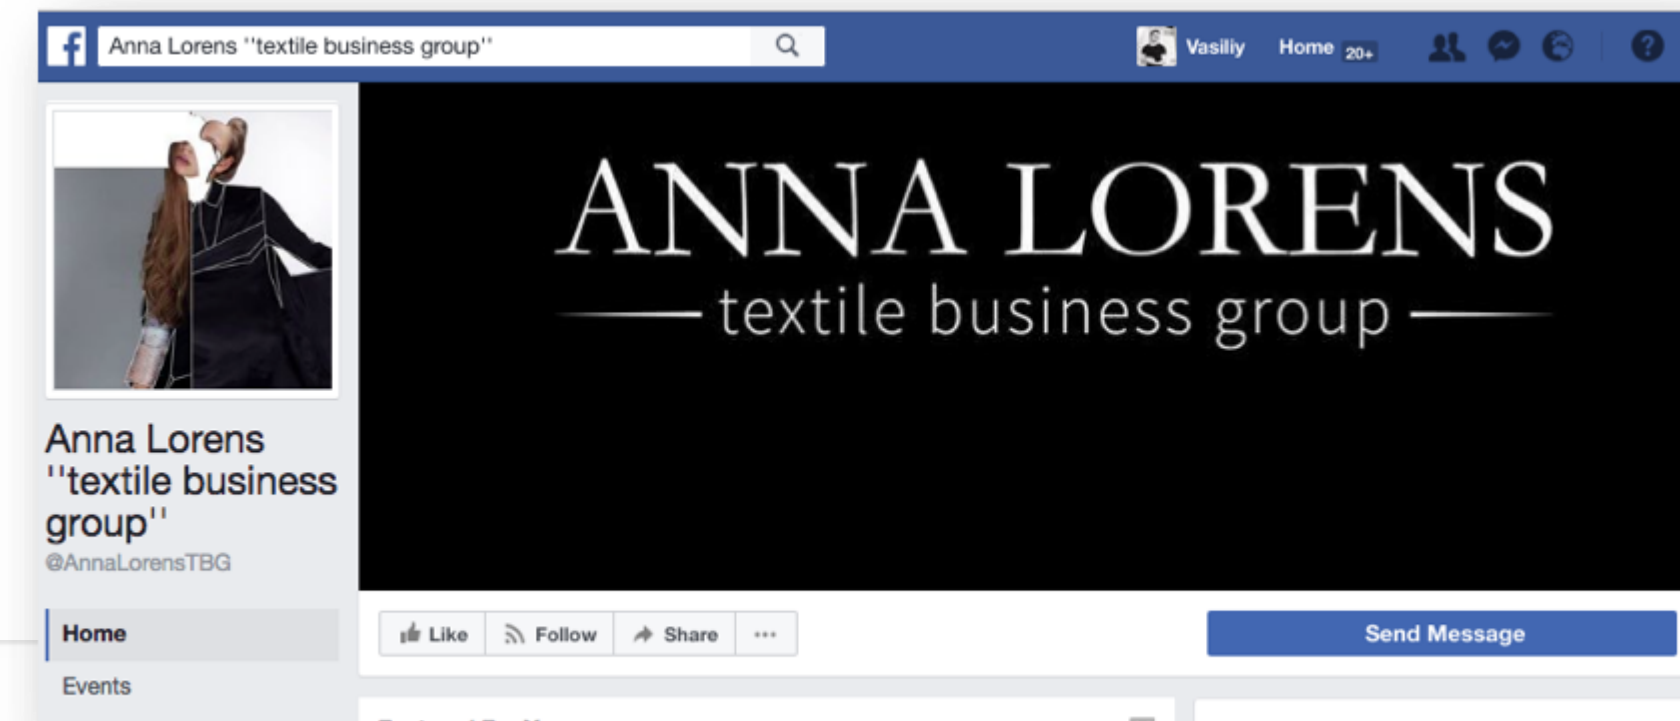 f
Anna Lorens ''textile business group''
Vasiliy
Home 20+
?
ANNA LORENS
textile business group
Anna Lorens
''textile business
group''
@AnnaLorensTBG
Home
Events
Like
Follow
Share
Send Message